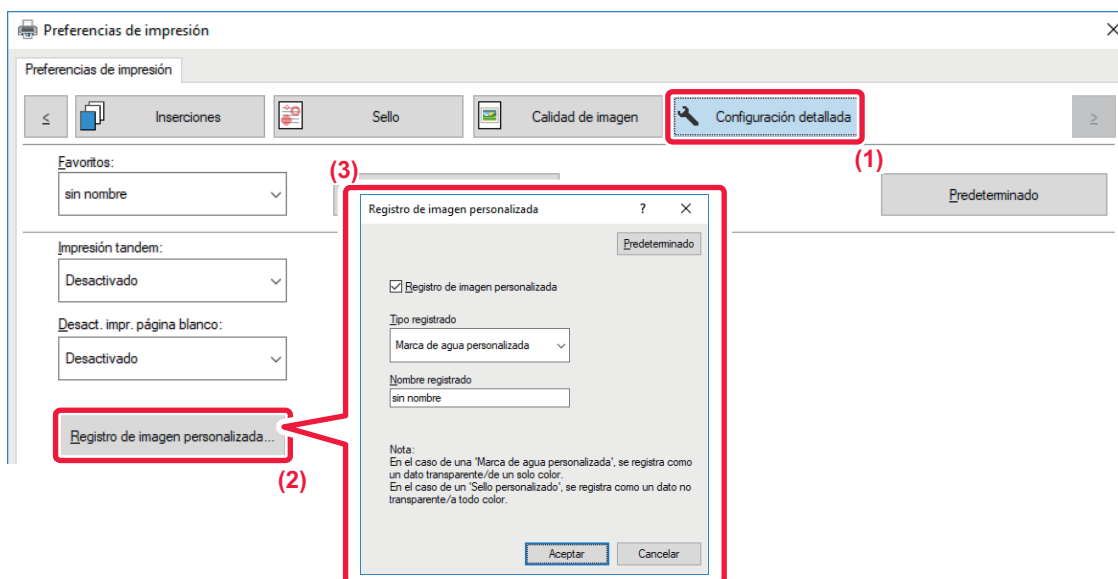 Preferencias de impresión
Preferencias de impresión
<
Inserciones
Sello
Calidad de imagen
Configuración detallada
>
(1)
Favoritos:
sin nombre
(3)
Predeterminado
Impresión tandem:
Desactivado
Desact. impr. página blanco:
Desactivado
Registro de imagen personalizada...
(2)
Registro de imagen personalizada
?
Predeterminado
Registro de imagen personalizada
Tipo registrado
Marca de agua personalizada
Nombre registrado
sin nombre
Nota:
En el caso de una 'Marca de agua personalizada', se registra como
un dato transparente/de un solo color.
En el caso de un 'Sello personalizado', se registra como un dato no
transparente/a todo color.
Aceptar
Cancelar